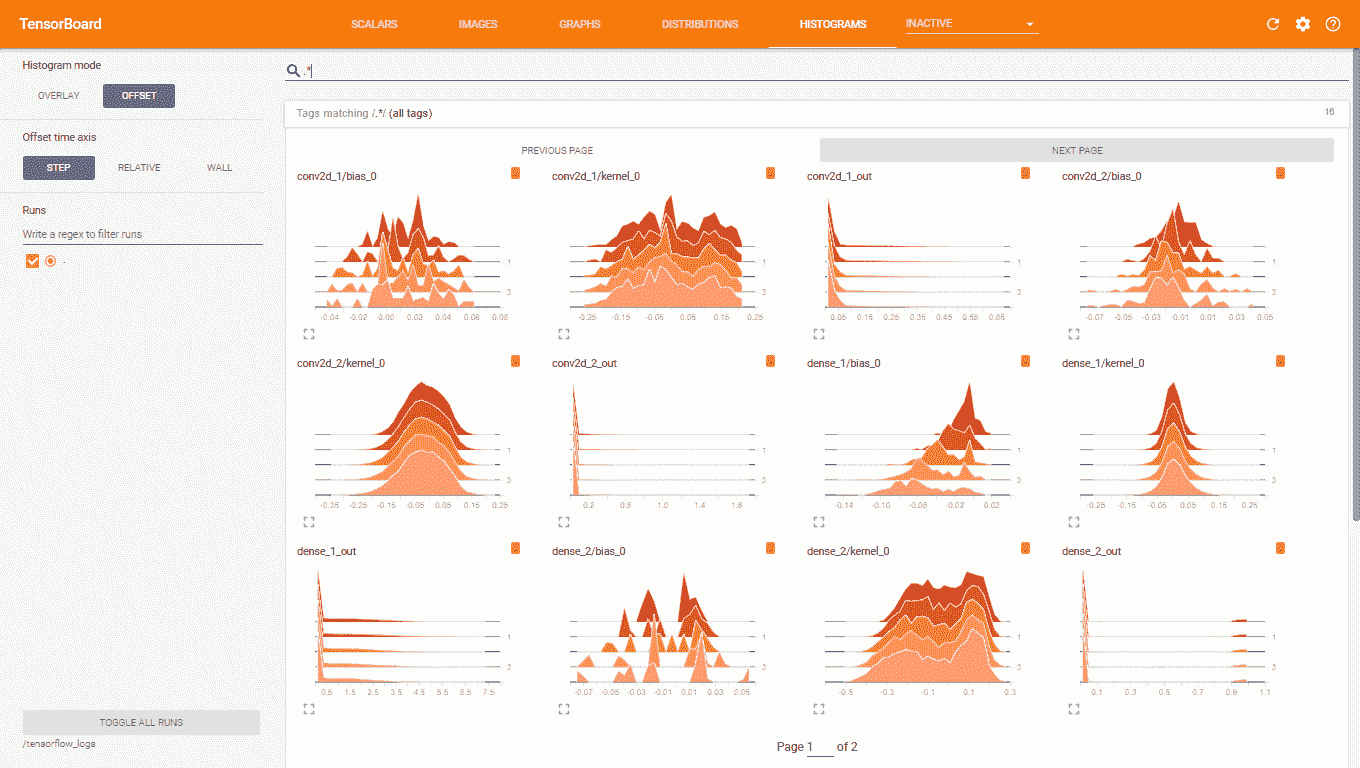 TensorBoard SCALARS IMAGES GRAPHS DISTRIBUTIONS HISTOGRAMS INACTIVE
Histogram mode
OVERLAY OFFSET
Offset time axis
STEP RELATIVE WALL
Runs
Write a regex to filter runs
.
TOGGLE ALL RUNS
/tensorflow_logs
.*
Tags matching /.*/ (all tags) 16
PREVIOUS PAGE NEXT PAGE
conv2d_1/bias_0
1
3
-0.04 -0.02 0.00 0.02 0.04 0.06 0.08
conv2d_1/kernel_0
1
3
-0.25 -0.15 -0.05 0.05 0.15 0.25
conv2d_1_out
1
3
0.05 0.15 0.25 0.35 0.45 0.55 0.65
conv2d_2/bias_0
1
3
-0.07 -0.05 -0.03 -0.01 0.01 0.03 0.05
conv2d_2/kernel_0
1
3
-0.35 -0.25 -0.15 -0.05 0.05 0.15 0.25
conv2d_2_out
1
3
0.2 0.6 1.0 1.4 1.8
dense_1/bias_0
1
3
-0.14 -0.10 -0.06 -0.02 0.02
dense_1/kernel_0
1
3
-0.25 -0.15 -0.05 0.05 0.15 0.25
dense_1_out
1
3
0.5 1.5 2.5 3.5 4.5 5.5 6.5 7.5
dense_2/bias_0
1
3
-0.07 -0.05 -0.03 -0.01 0.01 0.03 0.05
dense_2/kernel_0
1
3
-0.5 -0.3 -0.1 0.1 0.3
dense_2_out
1
3
0.1 0.3 0.5 0.7 0.9 1.1
Page 1 of 2